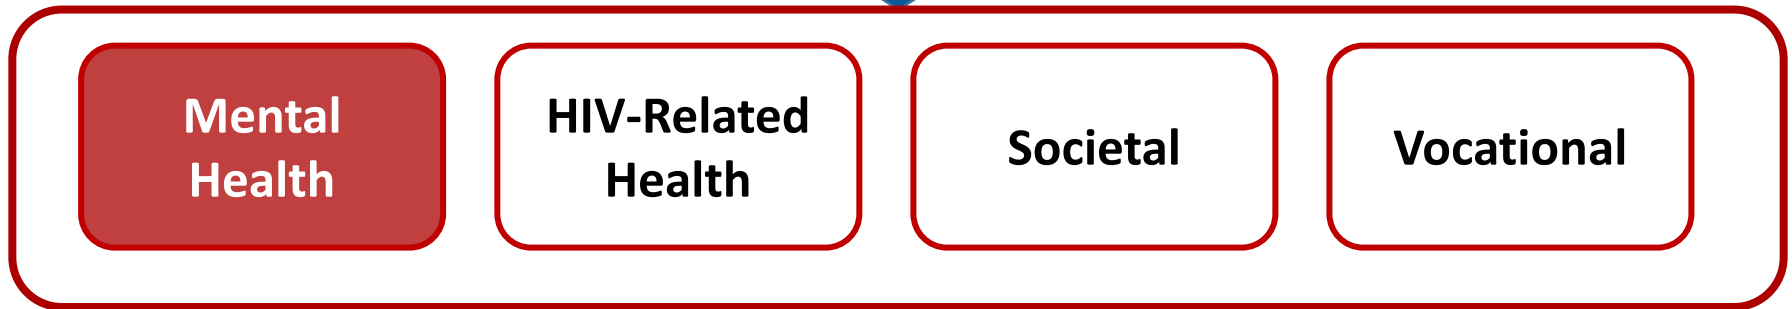 Mental
Health
HIV-Related
Health
Societal
Vocational